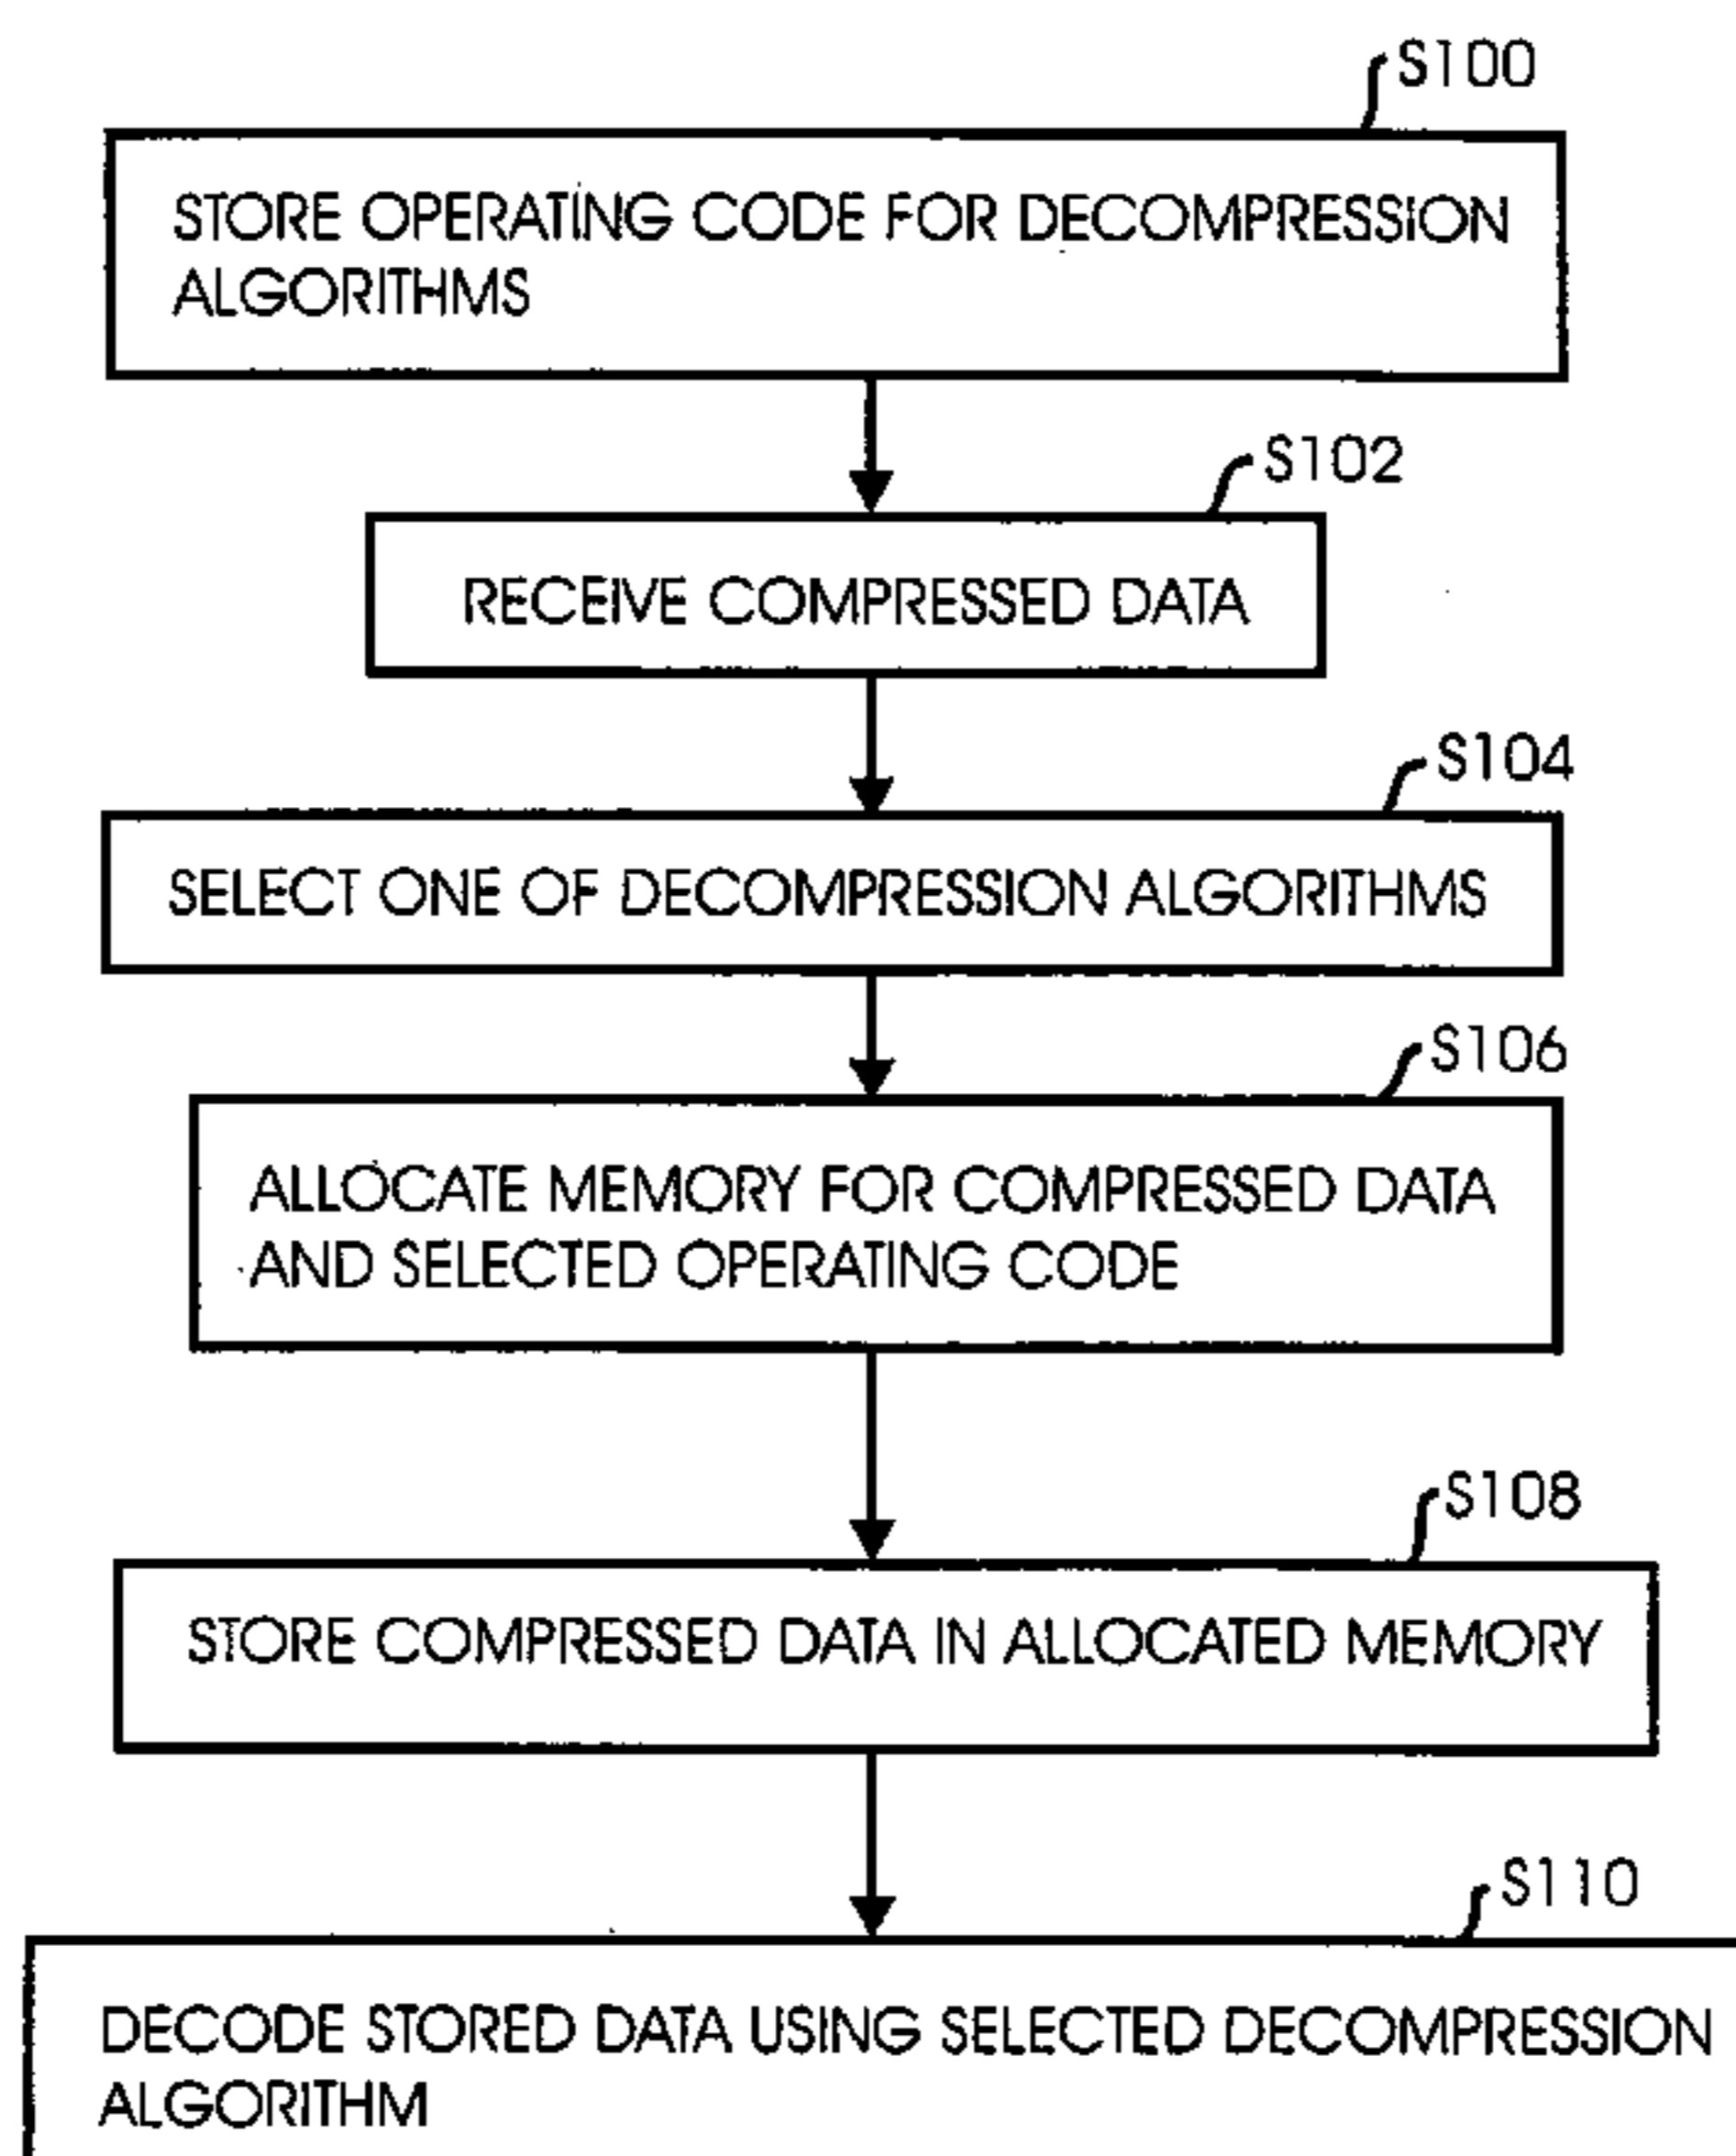 S100
STORE OPERATING CODE FOR DECOMPRESSION
ALGORITHMS
S102
RECEIVE COMPRESSED DATA
S104
SELECT ONE OF DECOMPRESSION ALGORITHMS
S106
ALLOCATE MEMORY FOR COMPRESSED DATA
AND SELECTED OPERATING CODE
S108
STORE COMPRESSED DATA IN ALLOCATED MEMORY
S110
DECODE STORED DATA USING SELECTED DECOMPRESSION
ALGORITHM